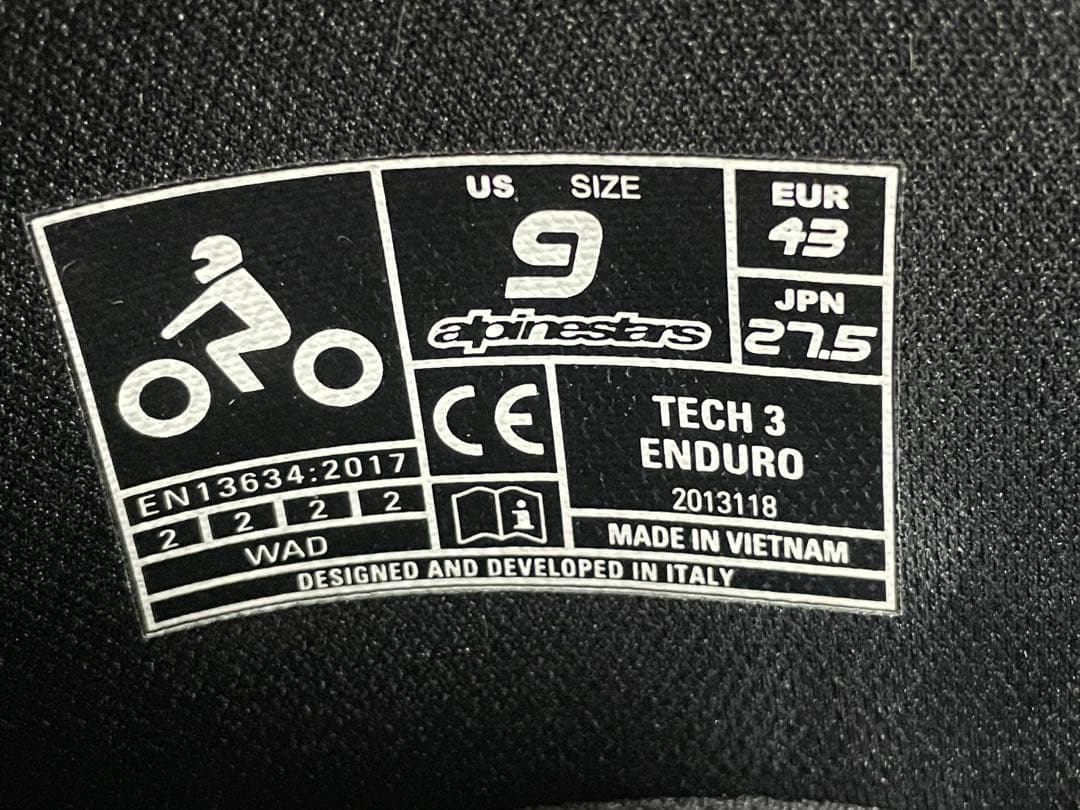 US SIZE
9
alpinestars
EUR
43
JPN
27.5
CE
TECH 3
ENDURO
2013118
MADE IN VIETNAM
EN13634:2017
2 2 2 2
WAD
i
DESIGNED AND DEVELOPED IN ITALY